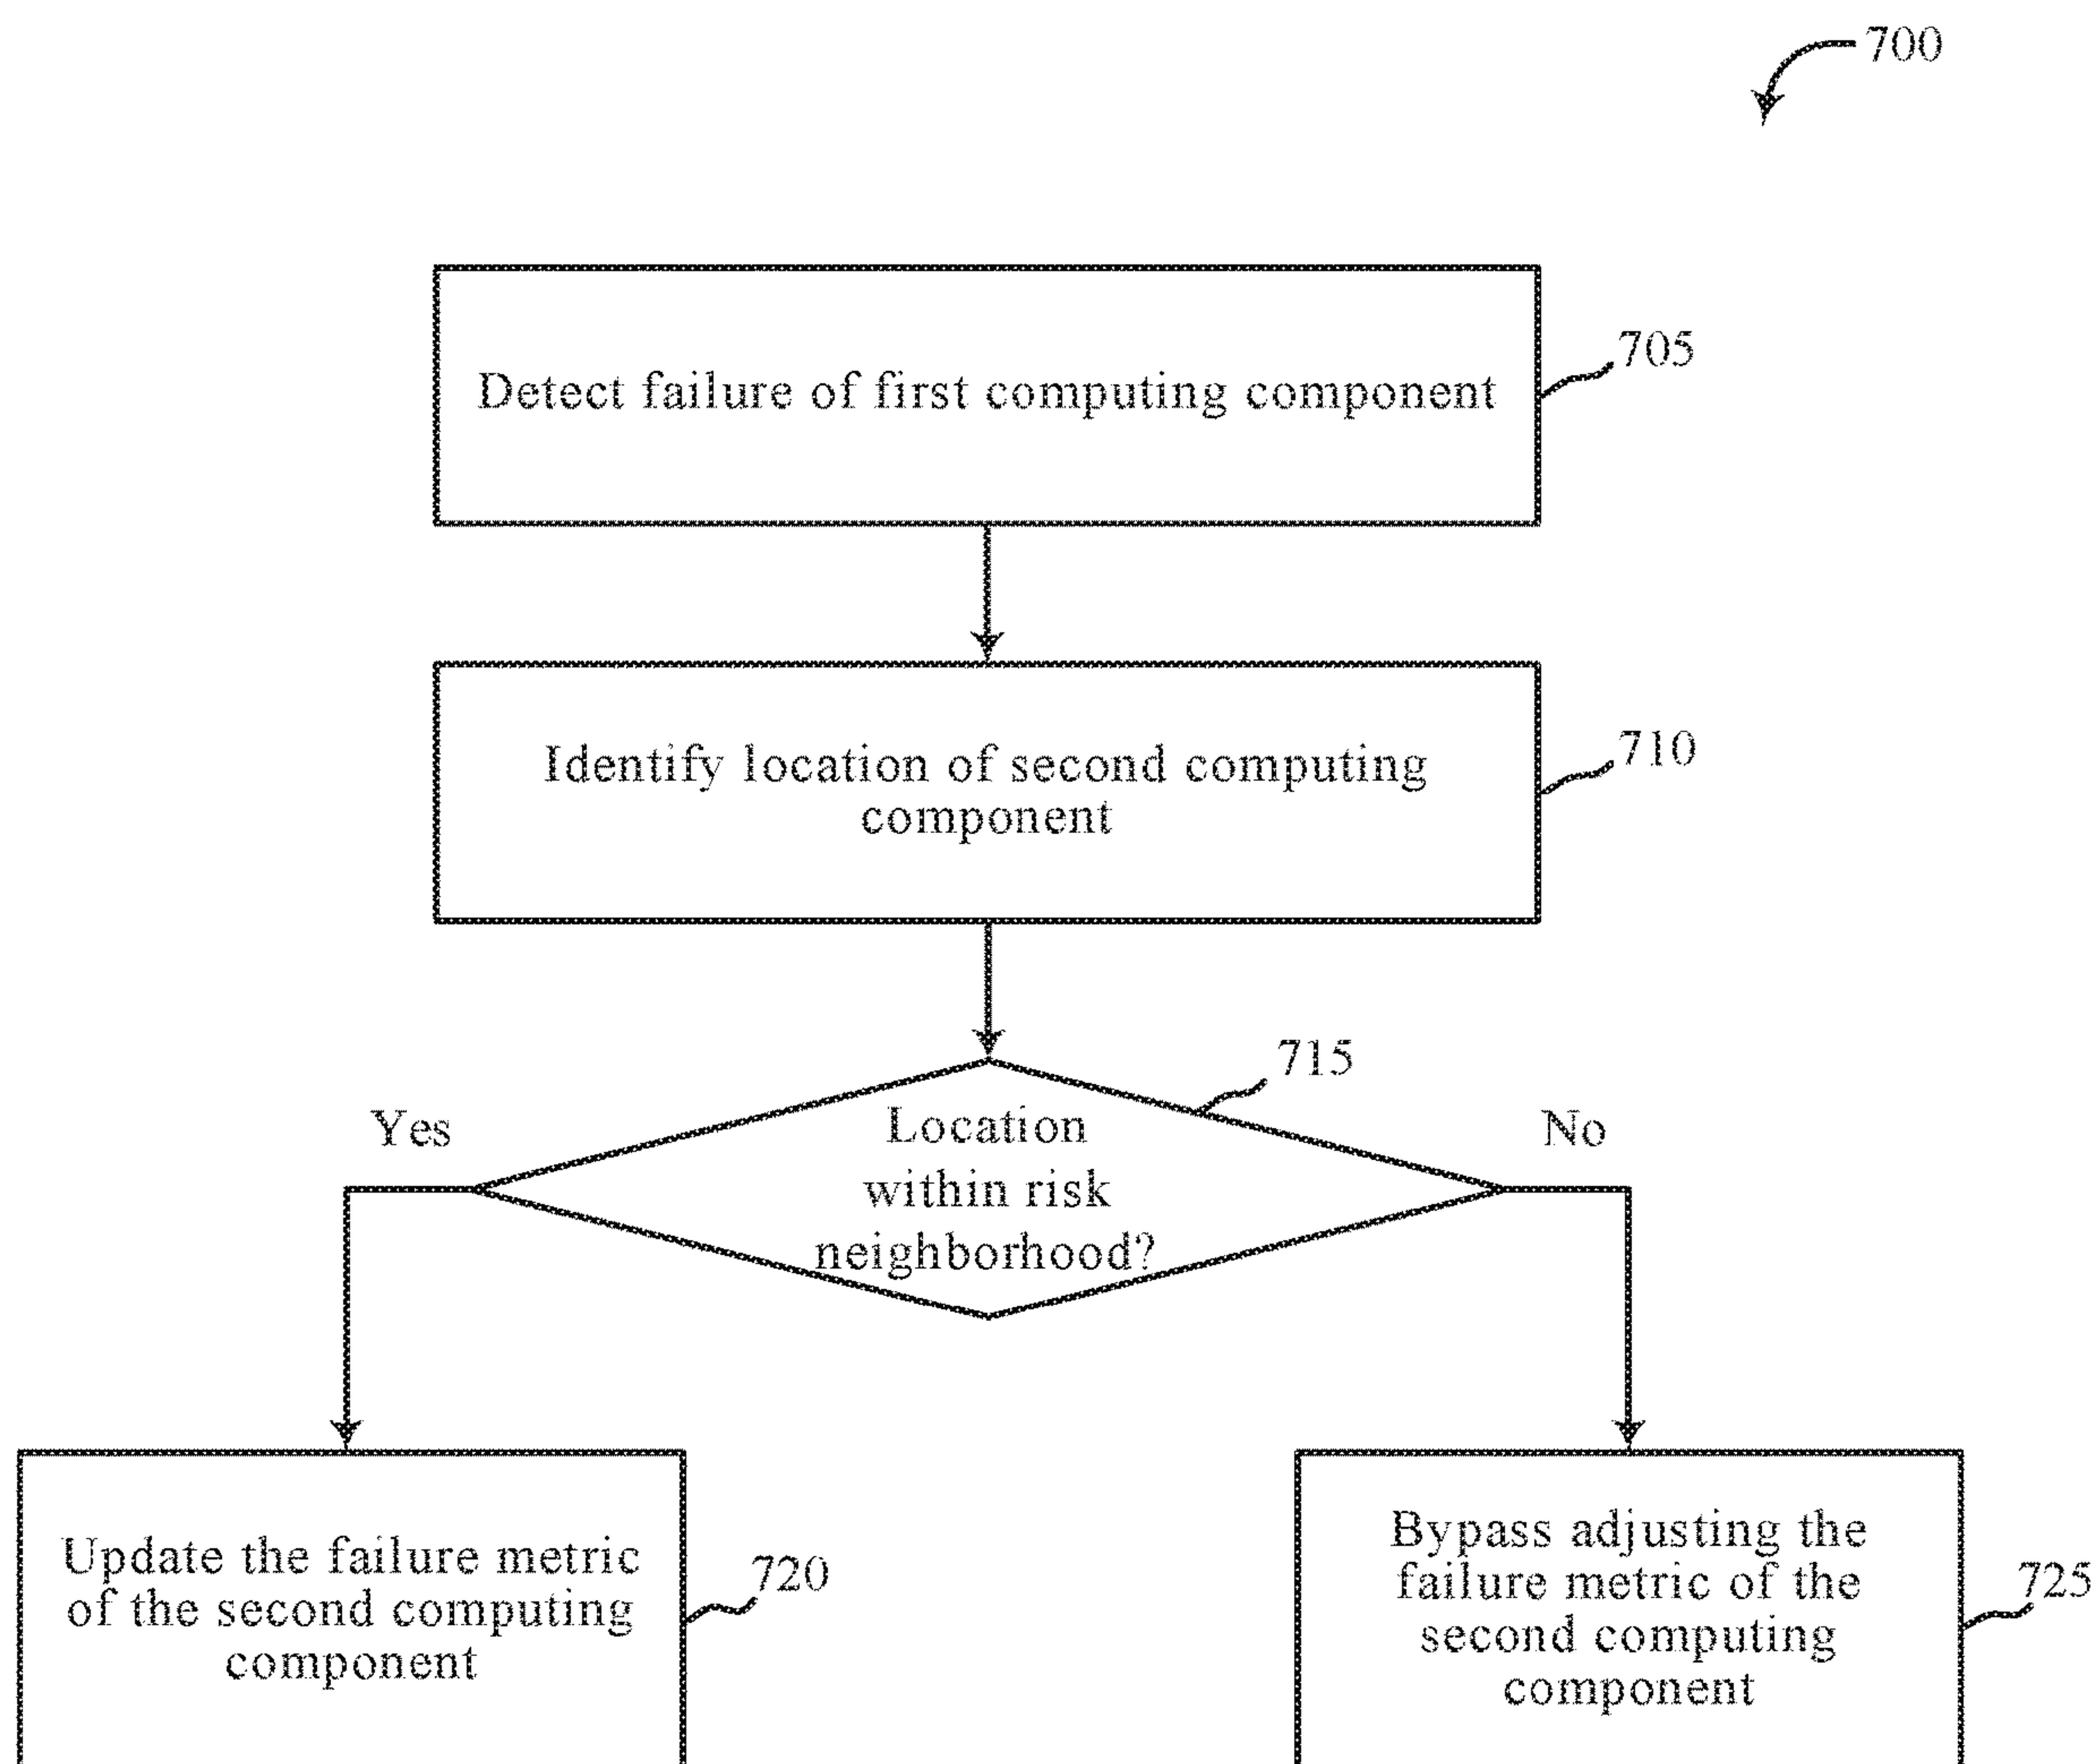 700
Detect failure of first computing component
705
Identify location of second computing
component
710
715
Yes
No
Location
within risk
neighborhood?
Update the failure metric
of the second computing
component
720
Bypass adjusting the
failure metric of the
second computing
component
725